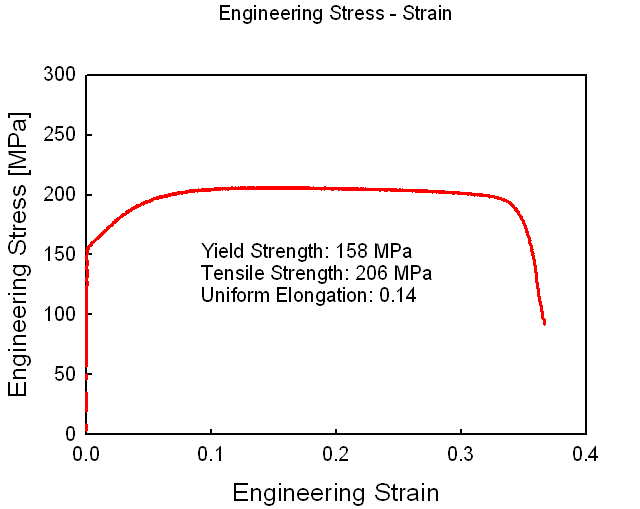 Engineering Stress - Strain
300
250
200
150
100
50
0
Engineering Stress [MPa]
Yield Strength: 158 MPa
Tensile Strength: 206 MPa
Uniform Elongation: 0.14
0.0 0.1 0.2 0.3 0.4
Engineering Strain